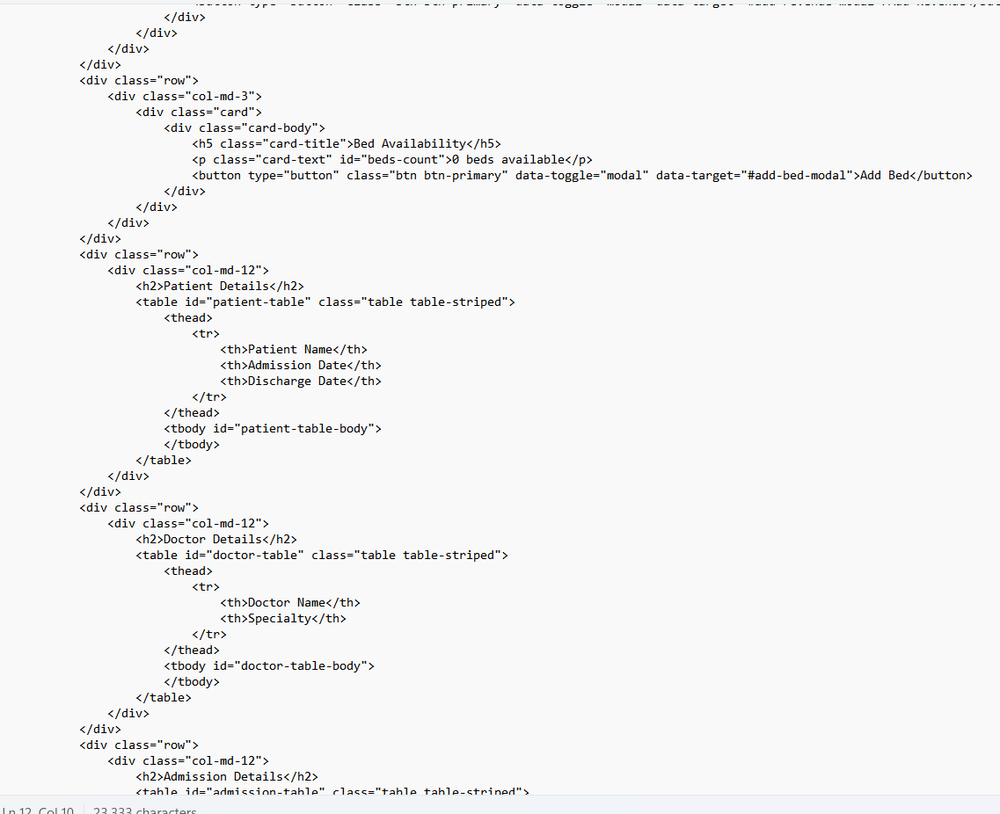 </div>
</div>
</div>
</div>
<div class="row">
<div class="col-md-3">
<div class="card">
<div class="card-body">
<h5 class="card-title">Bed Availability</h5>
<p class="card-text" id="beds-count">0 beds available</p>
<button type="button" class="btn btn-primary" data-toggle="modal" data-target="#add-bed-modal">Add Bed</button>
</div>
</div>
</div>
</div>
<div class="row">
<div class="col-md-12">
<h2>Patient Details</h2>
<table id="patient-table" class="table table-striped">
<thead>
<tr>
<th>Patient Name</th>
<th>Admission Date</th>
<th>Discharge Date</th>
</tr>
</thead>
<tbody id="patient-table-body">
</tbody>
</table>
</div>
</div>
<div class="row">
<div class="col-md-12">
<h2>Doctor Details</h2>
<table id="doctor-table" class="table table-striped">
<thead>
<tr>
<th>Doctor Name</th>
<th>Specialty</th>
</tr>
</thead>
<tbody id="doctor-table-body">
</tbody>
</table>
</div>
</div>
<div class="row">
<div class="col-md-12">
<h2>Admission Details</h2>
<table id="admission-table" class="table table-striped">
Ln 12, Col 10 23,333 characters